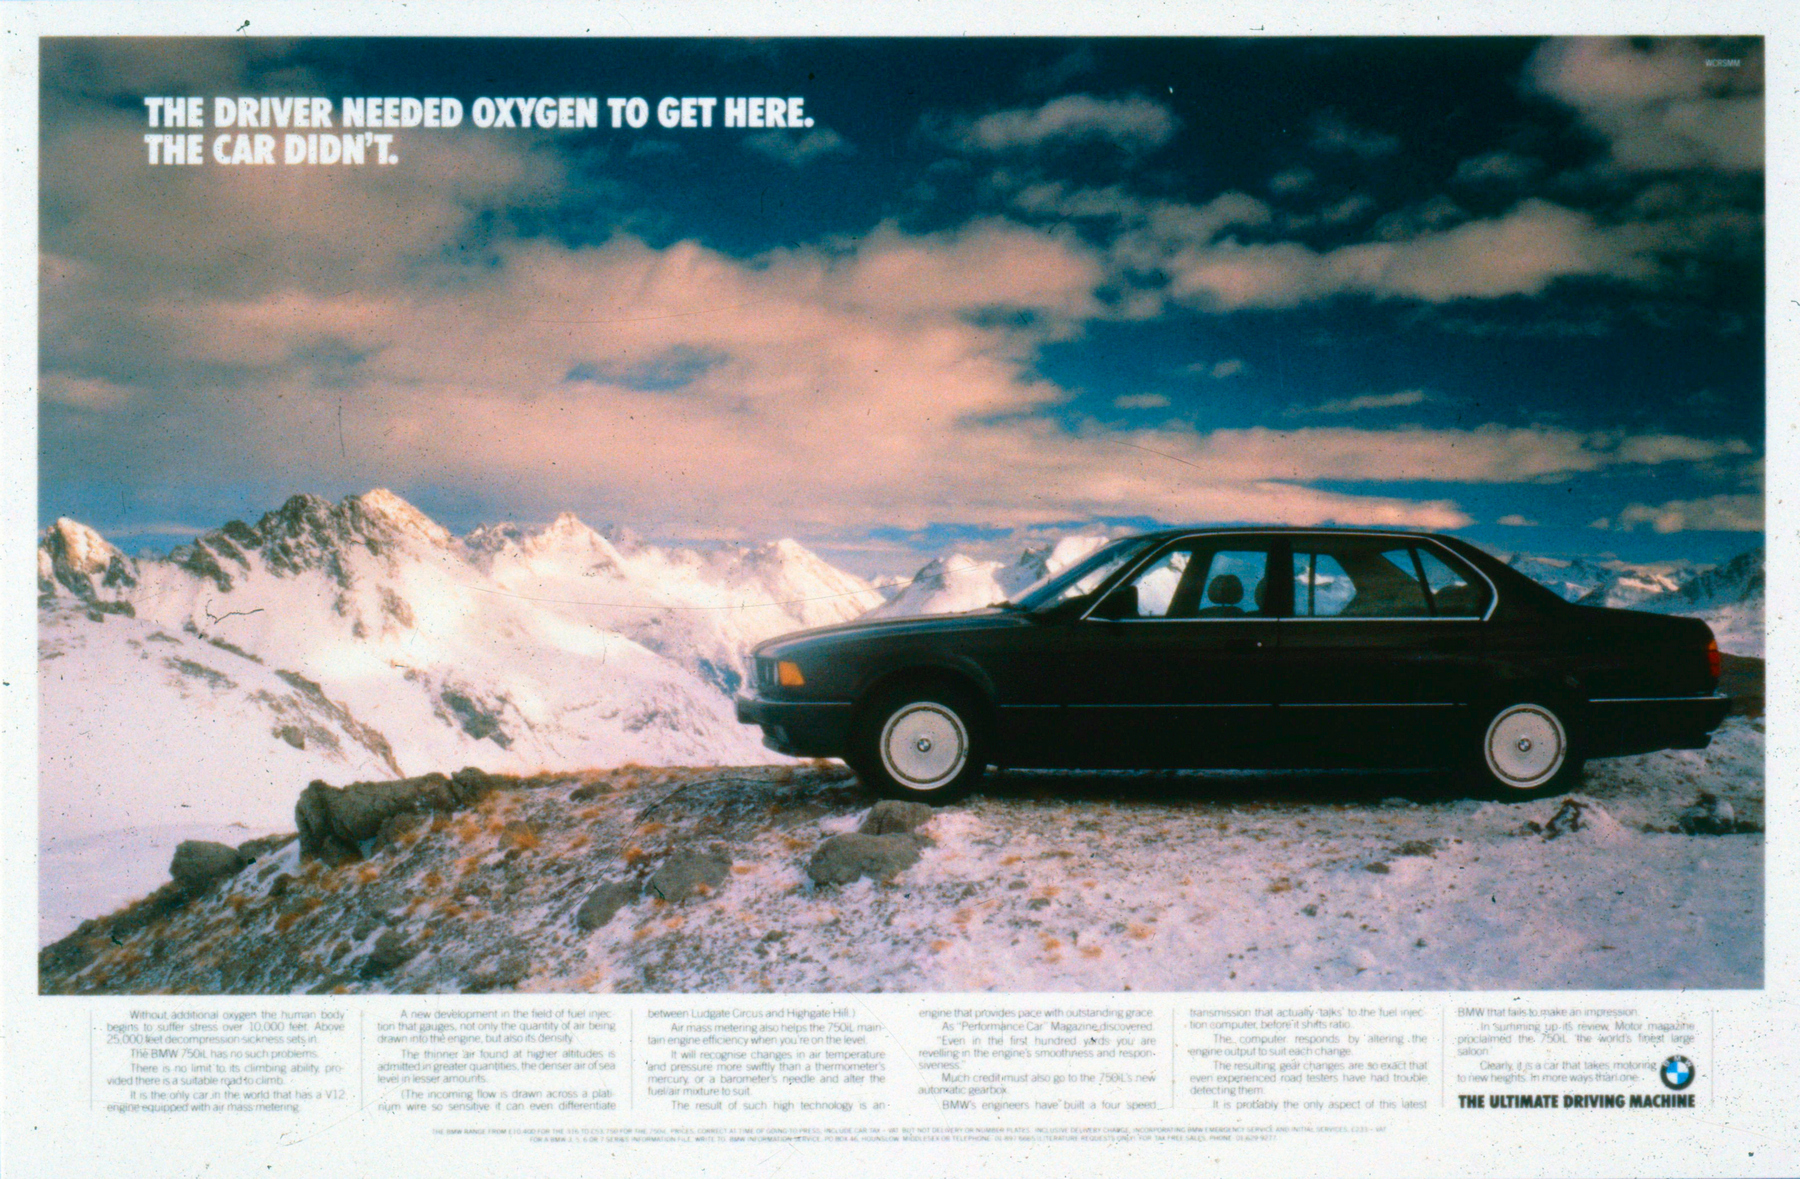 WCRSMM
THE DRIVER NEEDED OXYGEN TO GET HERE.
THE CAR DIDN'T.
Without additional oxygen the human body
begins to suffer stress over 10,000 feet. Above
25,000 feet decompression sickness sets in.
The BMW 750iL has no such problems.
There is no limit to its climbing ability, pro-
vided there is a suitable road to climb.
It is the only car in the world that has a V12
engine equipped with air mass metering.
A new development in the field of fuel injec-
tion that gauges, not only the quantity of air being
drawn into the engine, but also its density.
The thinner air found at higher altitudes is
admitted in greater quantities, the denser air of sea
level in lesser amounts.
(The incoming flow is drawn across a plati-
num wire so sensitive it can even differentiate
between Ludgate Circus and Highgate Hill.)
Air mass metering also helps the 750iL main-
tain engine efficiency when you're on the level.
It will recognise changes in air temperature
and pressure more swiftly than a thermometer's
mercury, or a barometer's needle and alter the
fuel/air mixture to suit.
The result of such high technology is an
engine that provides pace with outstanding grace.
As "Performance Car" Magazine discovered
"Even in the first hundred yards you are
revelling in the engine's smoothness and respon-
siveness."
Much credit must also go to the 750iL's new
automatic gearbox.
BMW's engineers have built a four speed
transmission that actually 'talks' to the fuel injec-
tion computer, before it shifts ratio.
The computer responds by altering the
engine output to suit each change.
The resulting gear changes are so exact that
even experienced road testers have had trouble
detecting them.
It is probably the only aspect of this latest
BMW that fails to make an impression.
In summing up its review, Motor magazine
proclaimed the 750iL 'the world's finest large
saloon'.
Clearly, it is a car that takes motoring
to new heights. In more ways than one.
THE ULTIMATE DRIVING MACHINE